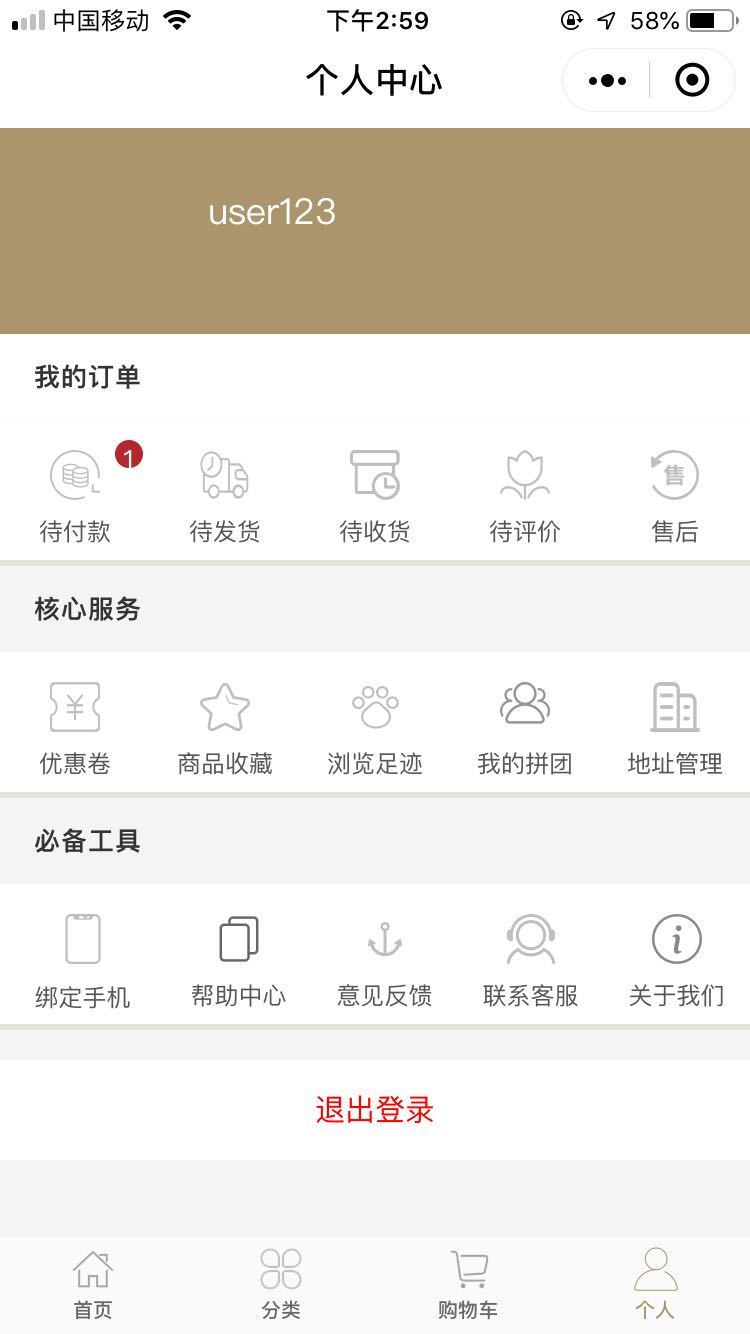 中国移动 下午2:59 58%
个人中心
user123
我的订单
1
待付款 待发货 待收货 待评价 售 售后
核心服务
¥
优惠卷 商品收藏 浏览足迹 我的拼团 地址管理
必备工具
i
绑定手机 帮助中心 意见反馈 联系客服 关于我们
退出登录
首页 分类 购物车 个人